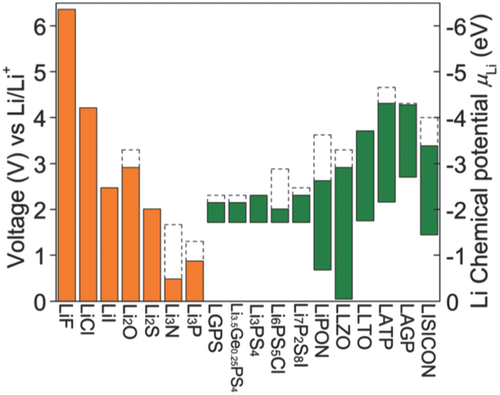 Voltage (V) vs Li/Li⁺
6
5
4
3
2
1
0
-6
-5
-4
-3
-2
-1
0
Li Chemical potential μLi (eV)
LiF
LiCl
LiI
Li₂O
Li₂S
Li₃N
Li₃P
LGPS
Li₃.₅Ge₀.₂₅PS₄
Li₃PS₄
Li₆PS₅Cl
Li₇P₂S₈I
LiPON
LLZO
LLTO
LATP
LAGP
LISICON